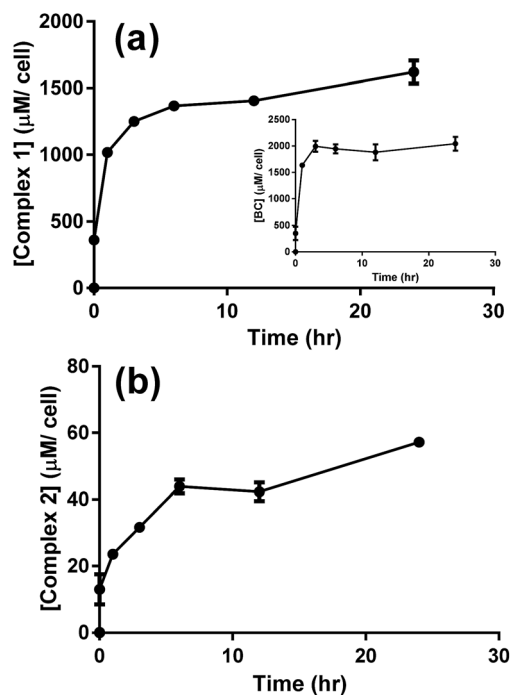 (a)
[Complex 1] (μM/ cell)
2000
1500
1000
500
0
0 10 20 30
Time (hr)
[BC] (μM/ cell)
2500
2000
1500
1000
500
0
0 10 20 30
Time (hr)
(b)
[Complex 2] (μM/ cell)
80
60
40
20
0
0 10 20 30
Time (hr)